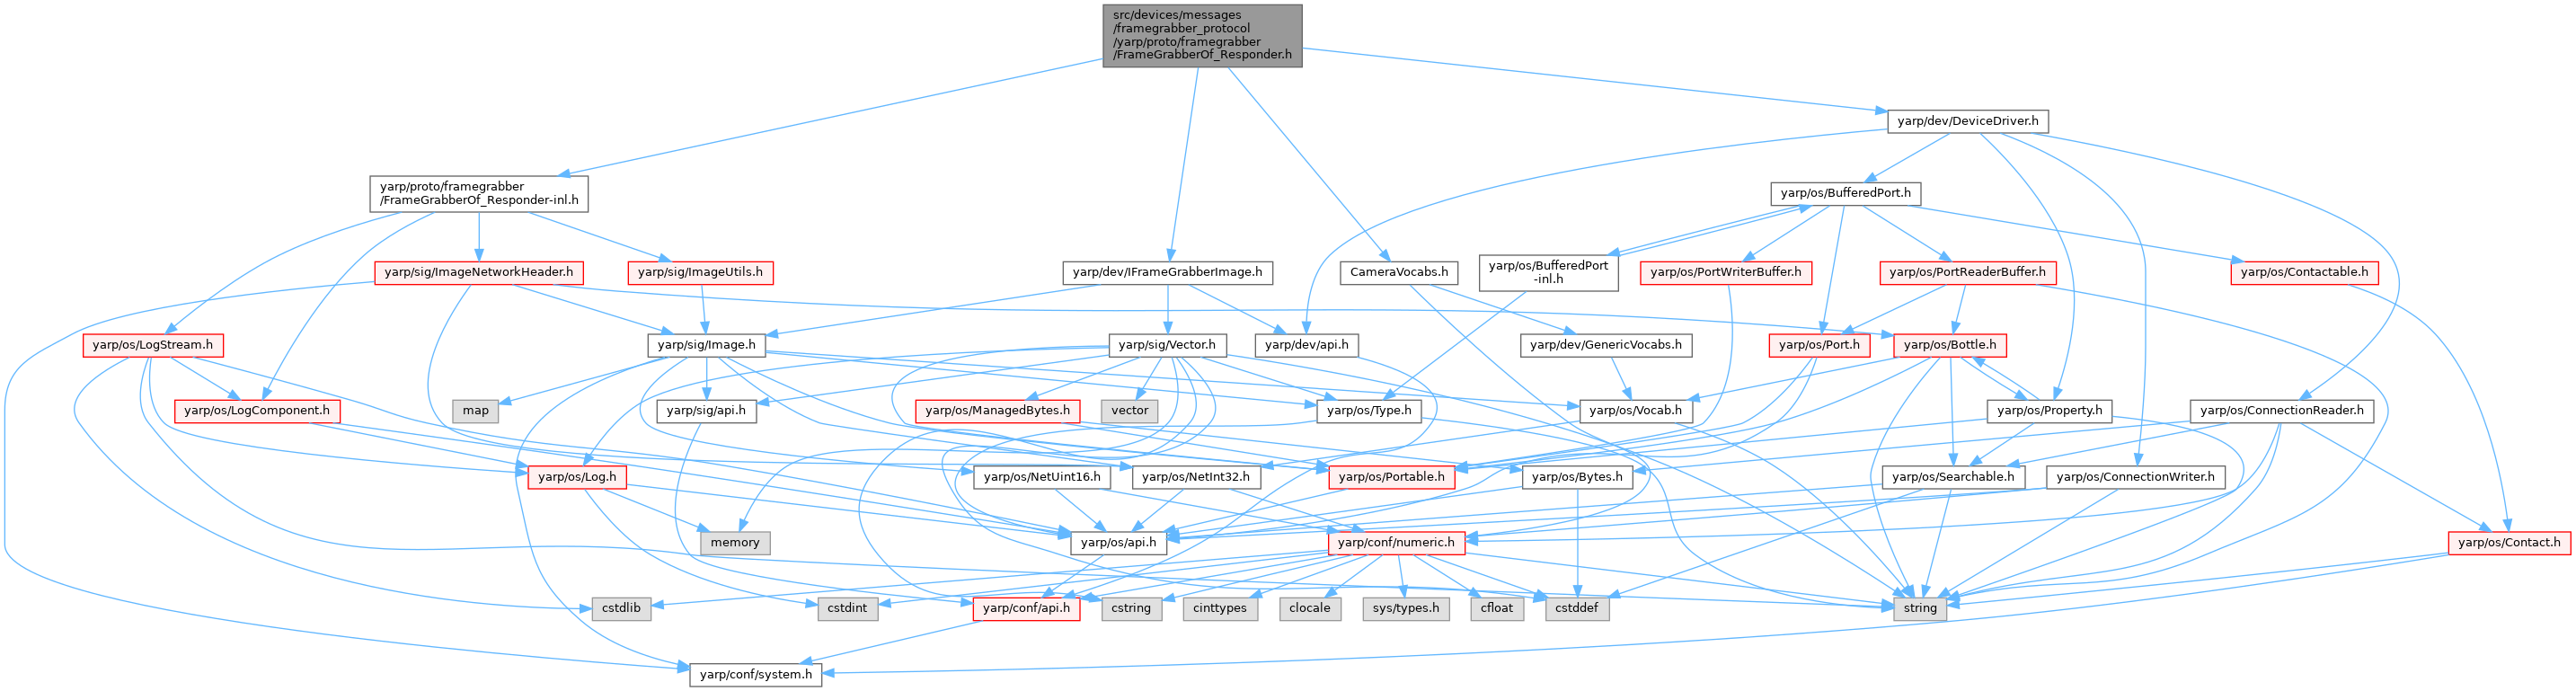 src/devices/messages
/framegrabber_protocol
/yarp/proto/framegrabber
/FrameGrabberOf_Responder.h
yarp/dev/DeviceDriver.h
yarp/proto/framegrabber
/FrameGrabberOf_Responder-inl.h
yarp/os/BufferedPort.h
yarp/sig/ImageNetworkHeader.h
yarp/sig/ImageUtils.h
yarp/dev/IFrameGrabberImage.h
CameraVocabs.h
yarp/os/BufferedPort
-inl.h
yarp/os/PortWriterBuffer.h
yarp/os/PortReaderBuffer.h
yarp/os/Contactable.h
yarp/os/LogStream.h
yarp/sig/Image.h
yarp/sig/Vector.h
yarp/dev/api.h
yarp/dev/GenericVocabs.h
yarp/os/Port.h
yarp/os/Bottle.h
yarp/os/LogComponent.h
map
yarp/sig/api.h
yarp/os/ManagedBytes.h
vector
yarp/os/Type.h
yarp/os/Vocab.h
yarp/os/Property.h
yarp/os/ConnectionReader.h
yarp/os/Log.h
yarp/os/NetUint16.h
yarp/os/NetInt32.h
yarp/os/Portable.h
yarp/os/Bytes.h
yarp/os/Searchable.h
yarp/os/ConnectionWriter.h
memory
yarp/os/api.h
yarp/conf/numeric.h
yarp/os/Contact.h
cstdlib
cstdint
yarp/conf/api.h
cstring
cinttypes
clocale
sys/types.h
cfloat
cstddef
string
yarp/conf/system.h